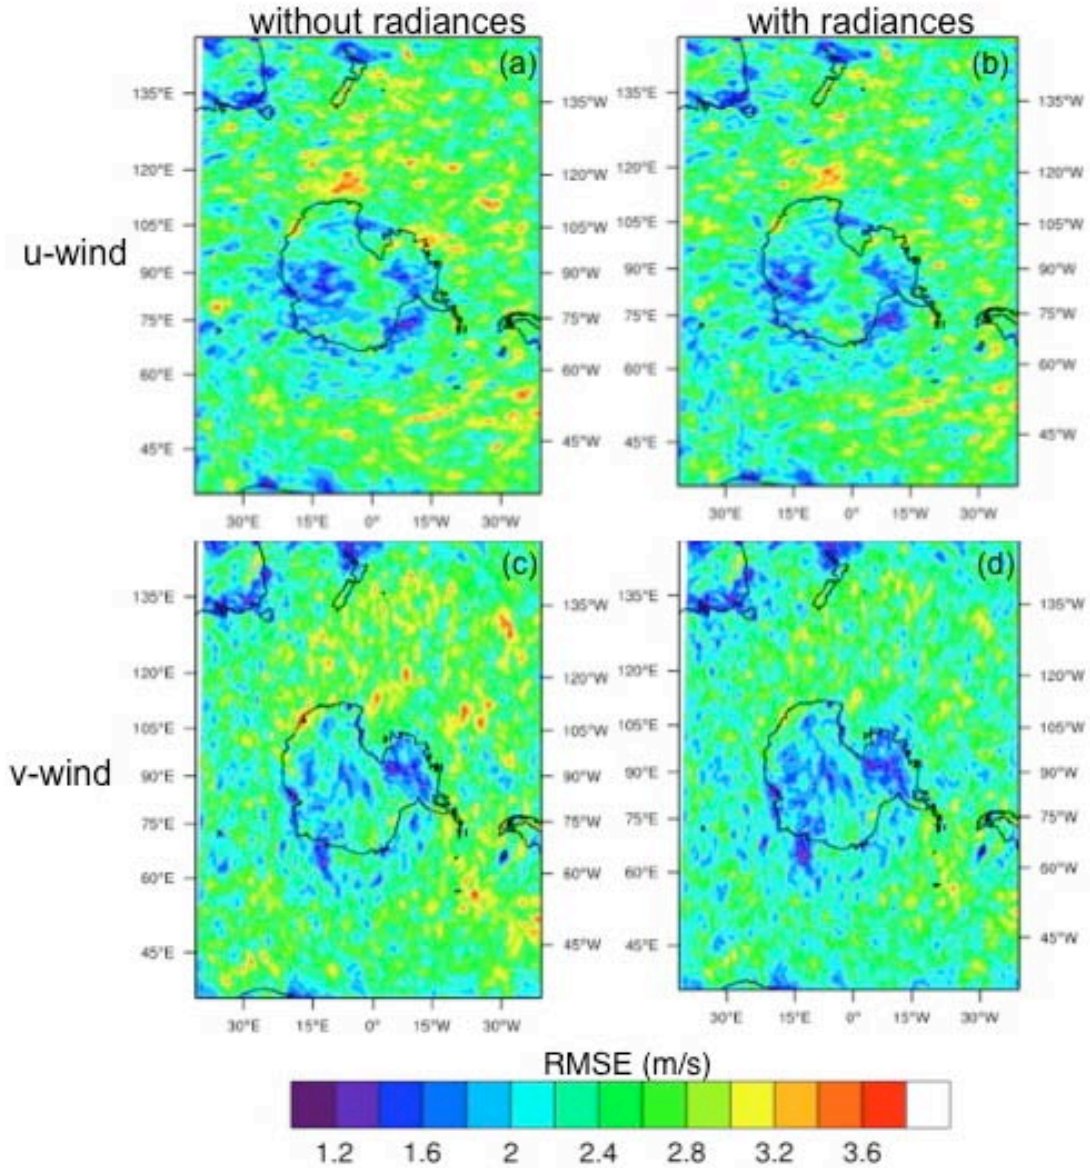 without radiances with radiances
(a) (b)
135°E 135°W 135°E 135°W
120°E 120°W 120°E 120°W
105°E 105°W 105°E 105°W
u-wind 90°E 90°W 90°E 90°W
75°E 75°W 75°E 75°W
60°E 60°W 60°E 60°W
45°E 45°W 45°E 45°W
30°E 15°E 0° 15°W 30°W 30°E 15°E 0° 15°W 30°W
(c) (d)
135°E 135°W 135°E 135°W
120°E 120°W 120°E 120°W
105°E 105°W 105°E 105°W
v-wind 90°E 90°W 90°E 90°W
75°E 75°W 75°E 75°W
60°E 60°W 60°E 60°W
45°E 45°W 45°E 45°W
30°E 15°E 0° 15°W 30°W 30°E 15°E 0° 15°W 30°W
RMSE (m/s)
1.2 1.6 2 2.4 2.8 3.2 3.6